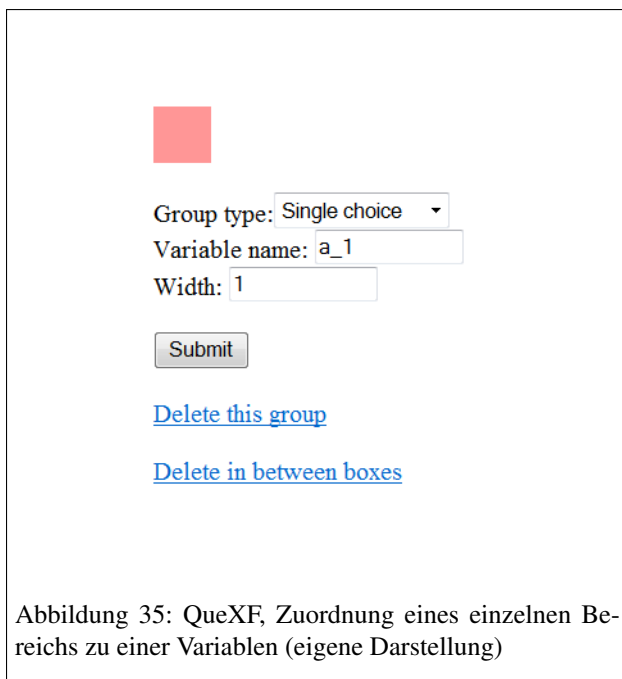 Group type: Single choice
Variable name: a_1
Width: 1
Submit
Delete this group
Delete in between boxes
Abbildung 35: QueXF, Zuordnung eines einzelnen Be-
reichs zu einer Variablen (eigene Darstellung)